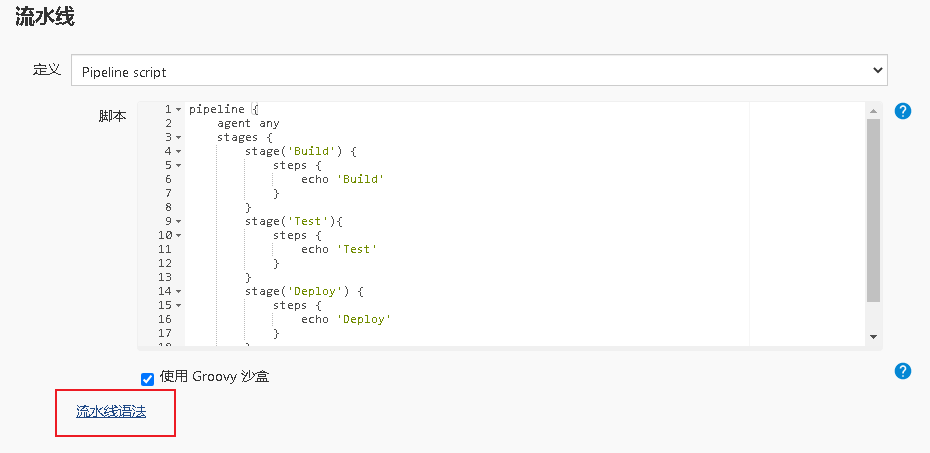 流水线
定义
Pipeline script
脚本
1 pipeline {
2     agent any
3     stages {
4         stage('Build') {
5             steps {
6                 echo 'Build'
7             }
8         }
9         stage('Test'){
10             steps {
11                 echo 'Test'
12             }
13         }
14         stage('Deploy') {
15             steps {
16                 echo 'Deploy'
17             }
18         }
使用 Groovy 沙盒
流水线语法